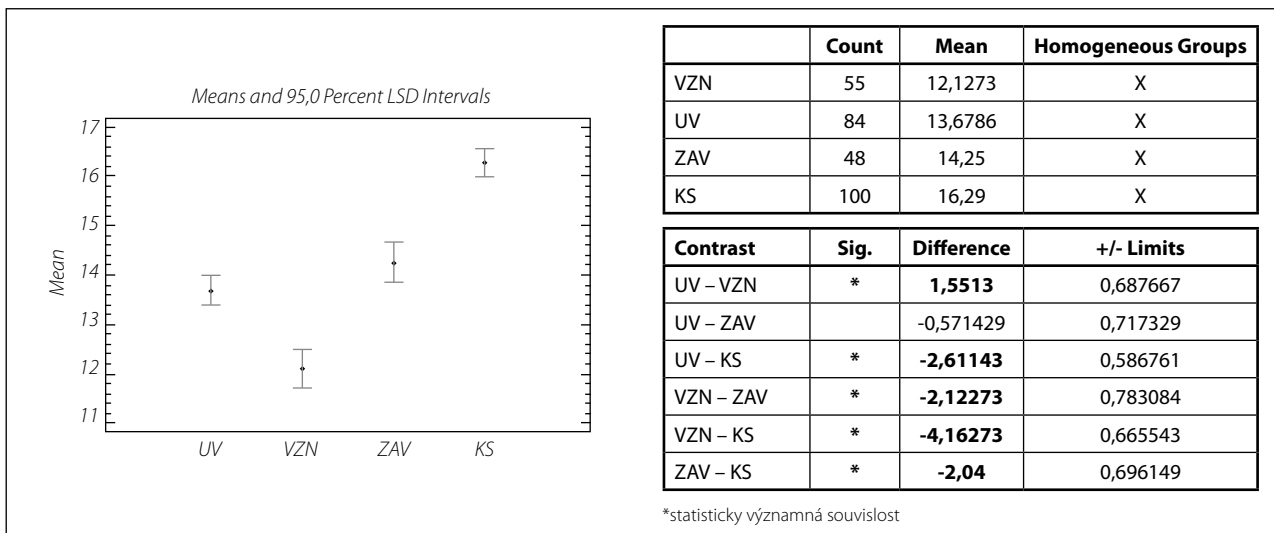 Means and 95,0 Percent LSD Intervals
17
16
15
14
13
12
11
Mean
UV VZN ZAV KS
Count Mean Homogeneous Groups
VZN 55 12,1273 X
UV 84 13,6786 X
ZAV 48 14,25 X
KS 100 16,29 X
Contrast Sig. Difference +/- Limits
UV – VZN * 1,5513 0,687667
UV – ZAV -0,571429 0,717329
UV – KS * -2,61143 0,586761
VZN – ZAV * -2,12273 0,783084
VZN – KS * -4,16273 0,665543
ZAV – KS * -2,04 0,696149
*statisticky významná souvislost